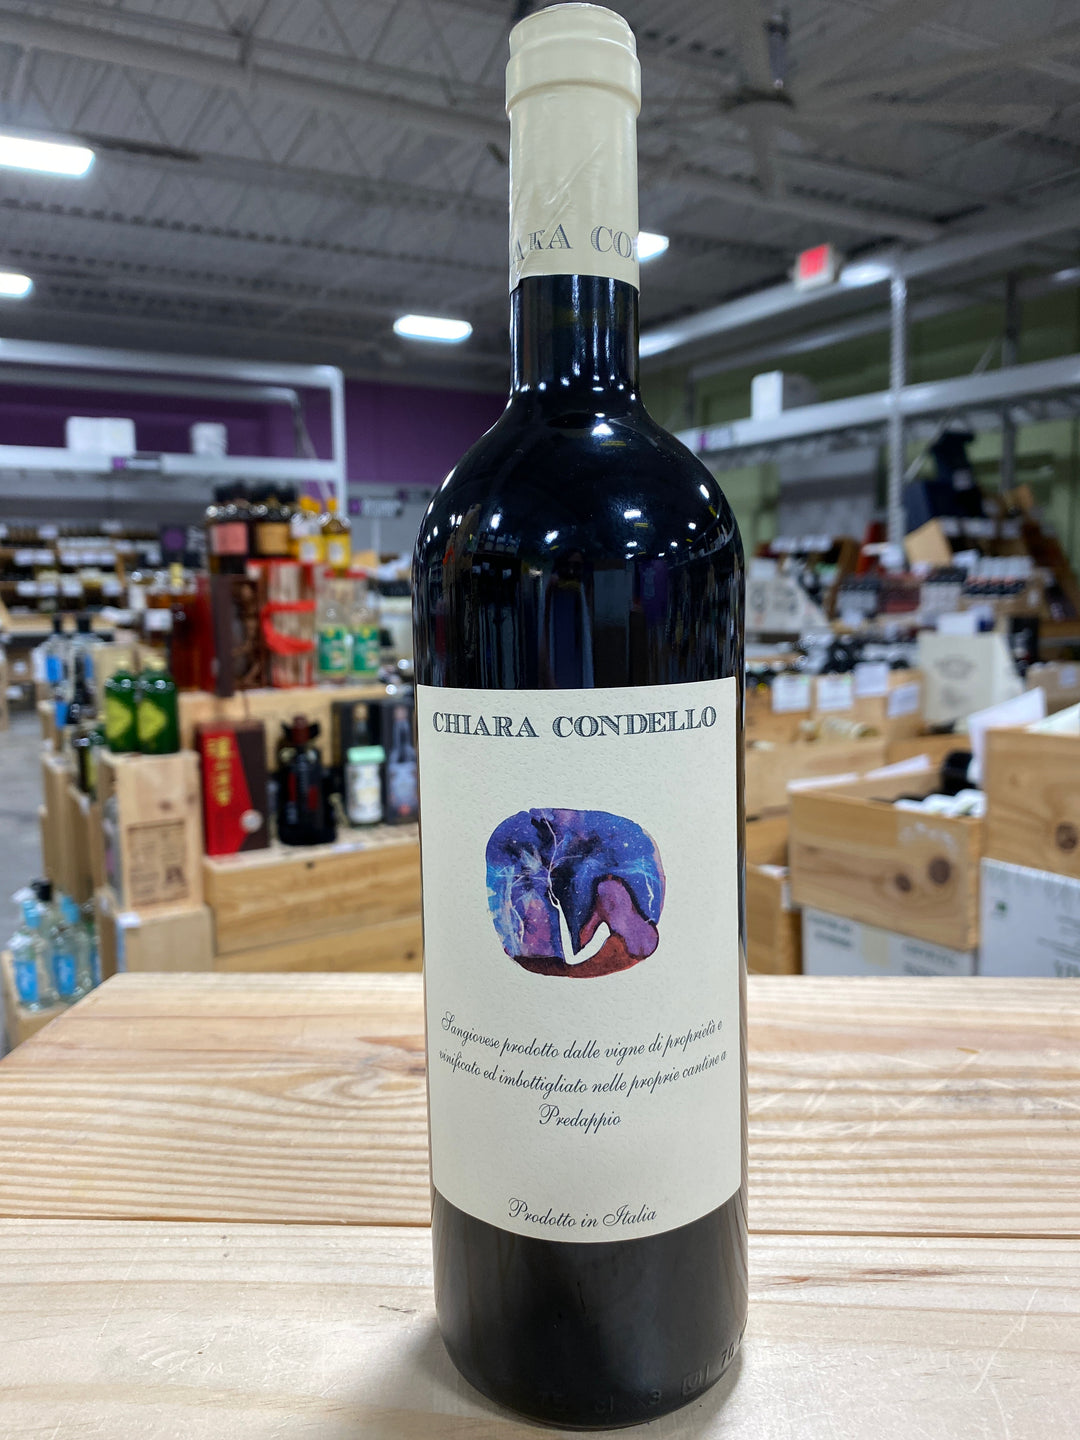 CHIARA CONDELLO
Sangiovese prodotto dalle vigne di proprietà e
vinificato ed imbottigliato nelle proprie cantine a
Predappio
Prodotto in Italia